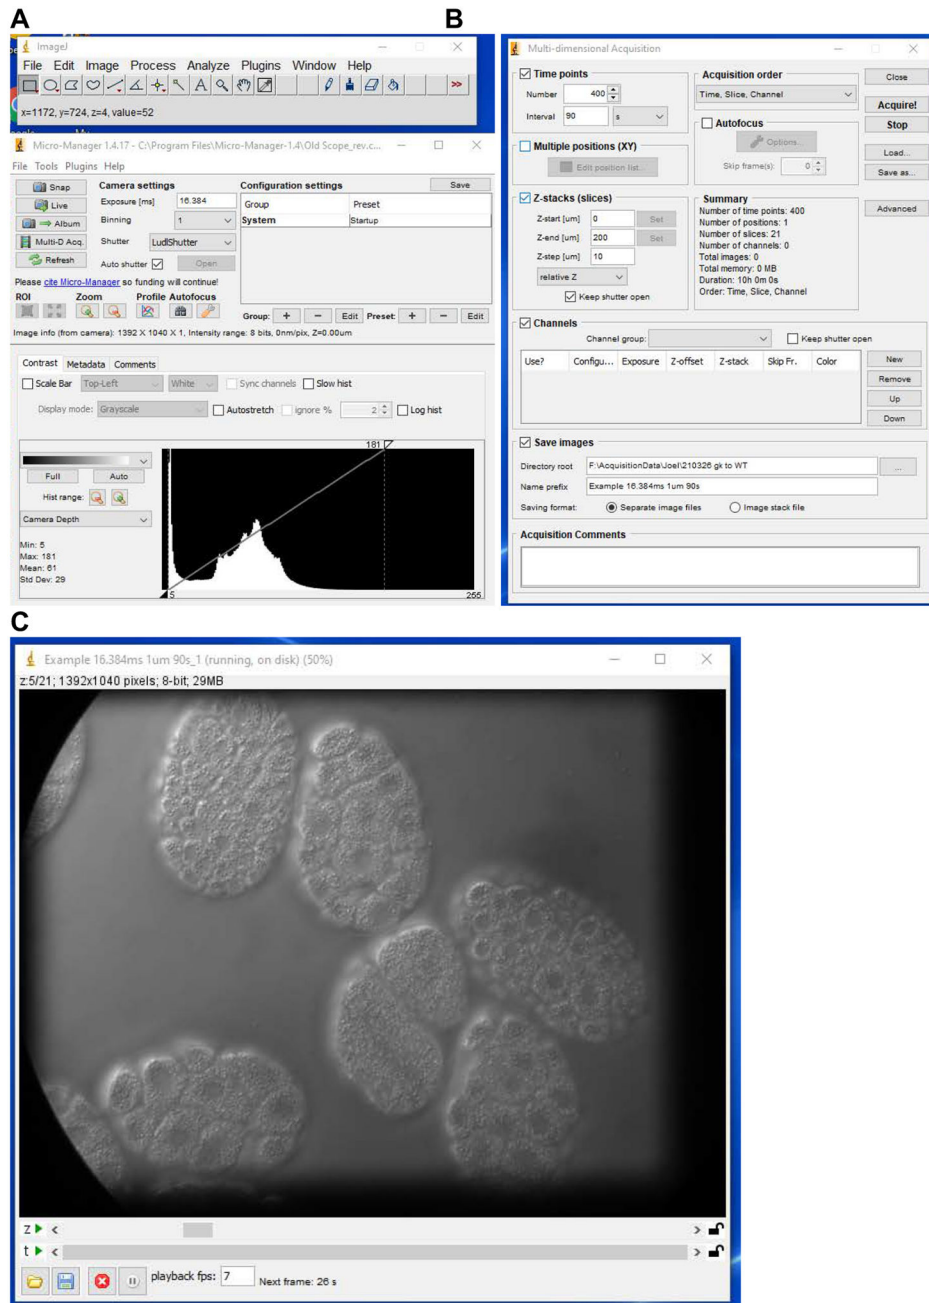 A
B
ImageJ
File Edit Image Process Analyze Plugins Window Help
x=1172, y=724, z=4, value=52
Micro-Manager 1.4.17 - C:\Program Files\Micro-Manager-1.4\Old Scope_rev.c...
File Tools Plugins Help
Snap
Live
Album
Multi-D Acq.
Refresh
Camera settings
Exposure [ms] 16.384
Binning 1
Shutter LudlShutter
Auto shutter Open
Configuration settings Save
Group Preset
System Startup
Please cite Micro-Manager so funding will continue!
ROI Zoom Profile Autofocus
Group: + − Edit Preset: + − Edit
Image info (from camera): 1392 X 1040 X 1, Intensity range: 8 bits, 0nm/pix, Z=0.00um
Contrast Metadata Comments
Scale Bar Top-Left White Sync channels Slow hist
Display mode: Grayscale Autostretch ignore % 2 Log hist
181
Full Auto
Hist range:
Camera Depth
Min: 5
Max: 181
Mean: 61
Std Dev: 29
5 255
Multi-dimensional Acquisition
Time points
Number 400
Interval 90 s
Acquisition order
Time, Slice, Channel
Close
Acquire!
Stop
Load...
Save as...
Advanced
Multiple positions (XY)
Edit position list...
Autofocus
Options...
Skip frame(s): 0
Z-stacks (slices)
Z-start [um] 0 Set
Z-end [um] 200 Set
Z-step [um] 10
relative Z
Keep shutter open
Summary
Number of time points: 400
Number of positions: 1
Number of slices: 21
Number of channels: 0
Total images: 0
Total memory: 0 MB
Duration: 10h 0m 0s
Order: Time, Slice, Channel
Channels
Channel group: Keep shutter open
Use? Configu... Exposure Z-offset Z-stack Skip Fr. Color
New
Remove
Up
Down
Save images
Directory root F:\AcquisitionData\Joel\210326 gk to WT ...
Name prefix Example 16.384ms 1um 90s
Saving format: Separate image files Image stack file
Acquisition Comments
C
Example 16.384ms 1um 90s_1 (running, on disk) (50%)
z:5/21; 1392x1040 pixels; 8-bit; 29MB
z
t
playback fps: 7 Next frame: 26 s